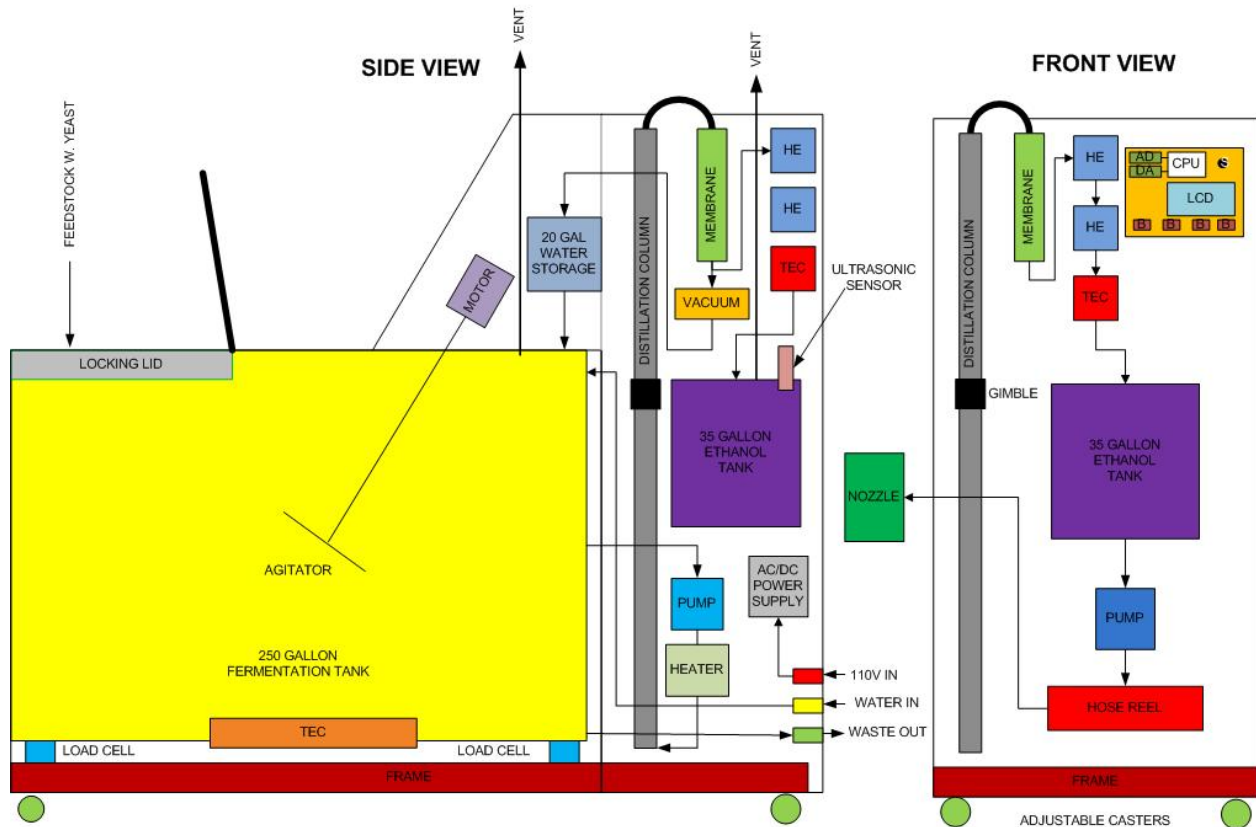 SIDE VIEW
VENT
VENT
FRONT VIEW
FEEDSTOCK W. YEAST
LOCKING LID
MOTOR
20 GAL
WATER
STORAGE
DISTILLATION COLUMN
MEMBRANE
VACUUM
HE
HE
TEC
ULTRASONIC
SENSOR
35 GALLON
ETHANOL
TANK
AGITATOR
250 GALLON
FERMENTATION TANK
TEC
LOAD CELL
LOAD CELL
FRAME
PUMP
HEATER
AC/DC
POWER
SUPPLY
110V IN
WATER IN
WASTE OUT
NOZZLE
DISTILLATION COLUMN
MEMBRANE
HE
HE
TEC
AD
DA
CPU
S
LCD
B
B
B
B
GIMBLE
35 GALLON
ETHANOL
TANK
PUMP
HOSE REEL
FRAME
ADJUSTABLE CASTERS